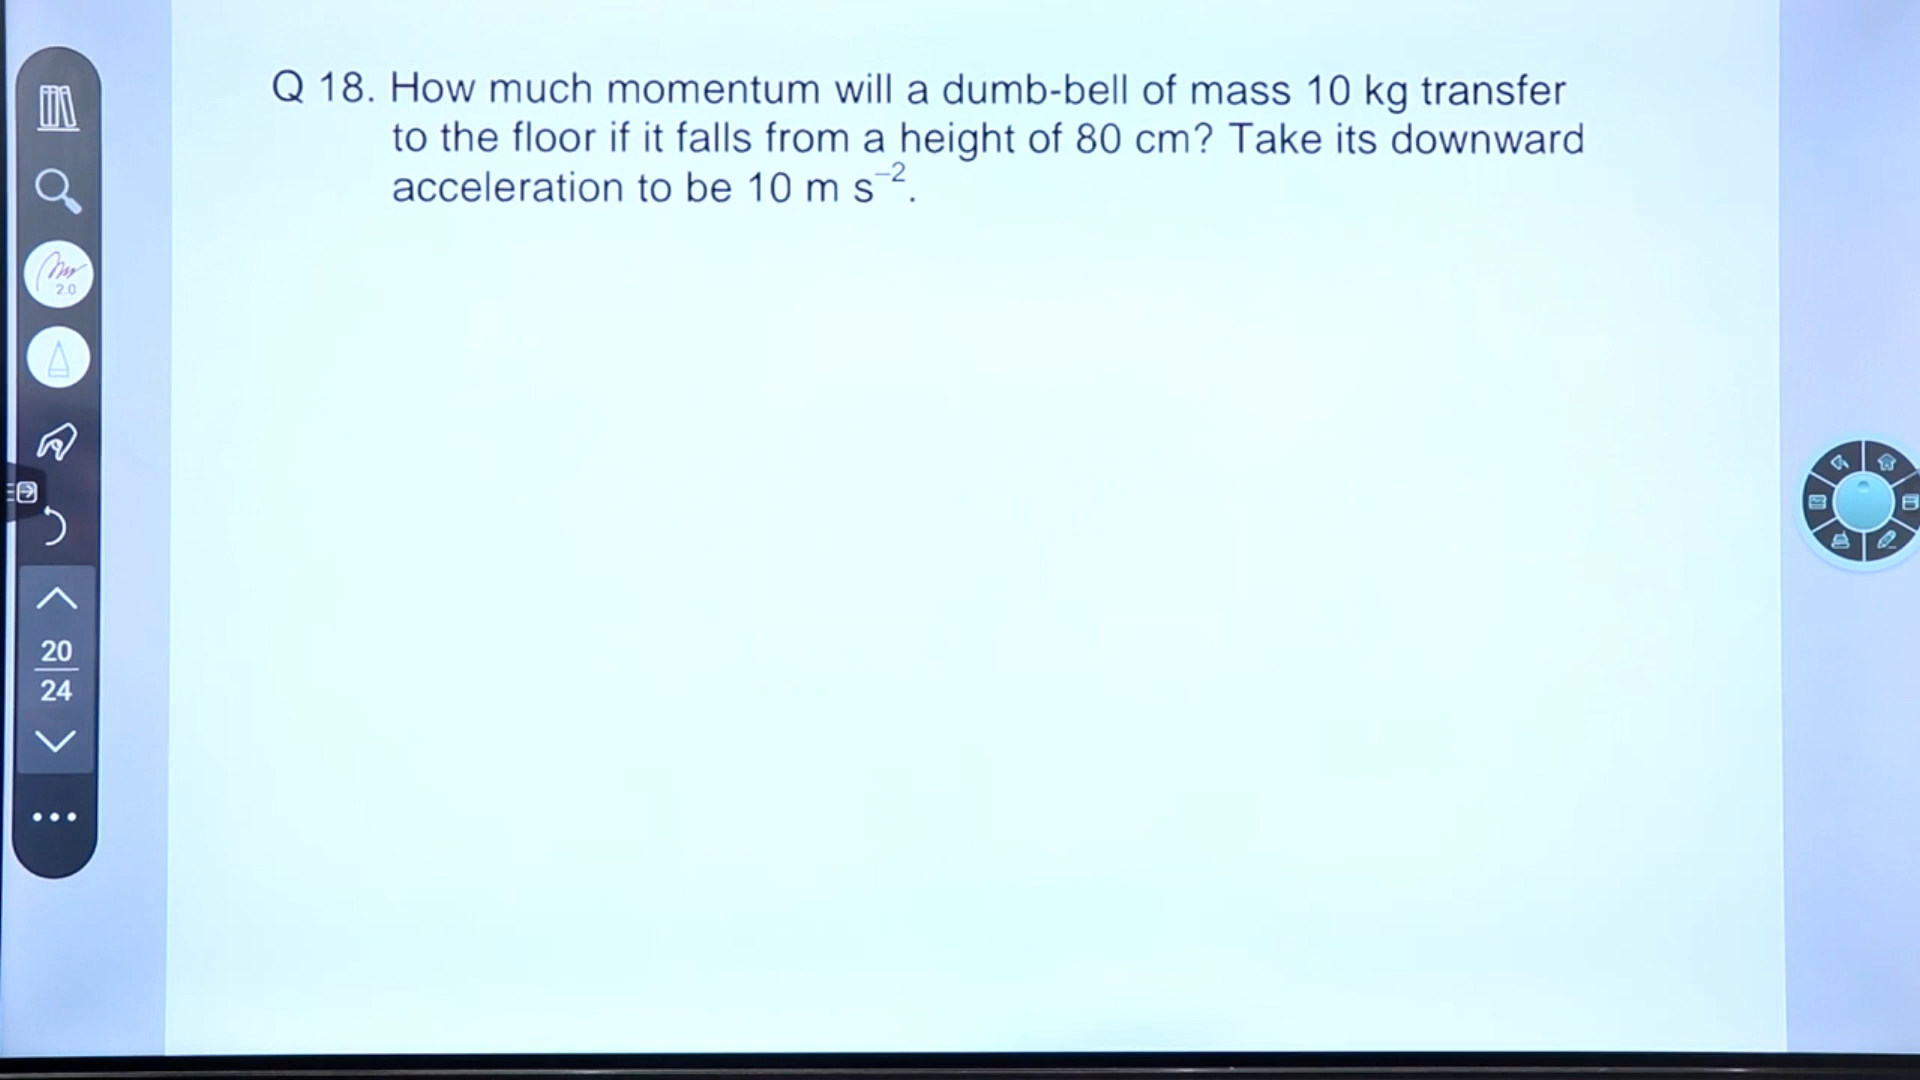 Q 18. How much momentum will a dumb-bell of mass 10 kg transfer
to the floor if it falls from a height of 80 cm? Take its downward
acceleration to be 10 m s⁻².
2.0
20
24